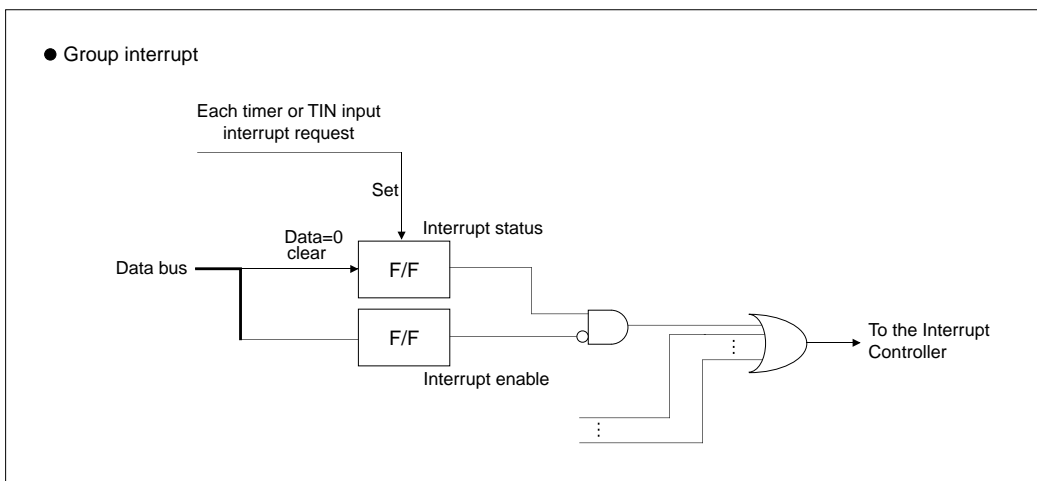 ● Group interrupt
Each timer or TIN input
interrupt request
Set
Interrupt status
Data=0
clear
Data bus
F/F
F/F
Interrupt enable
To the Interrupt
Controller